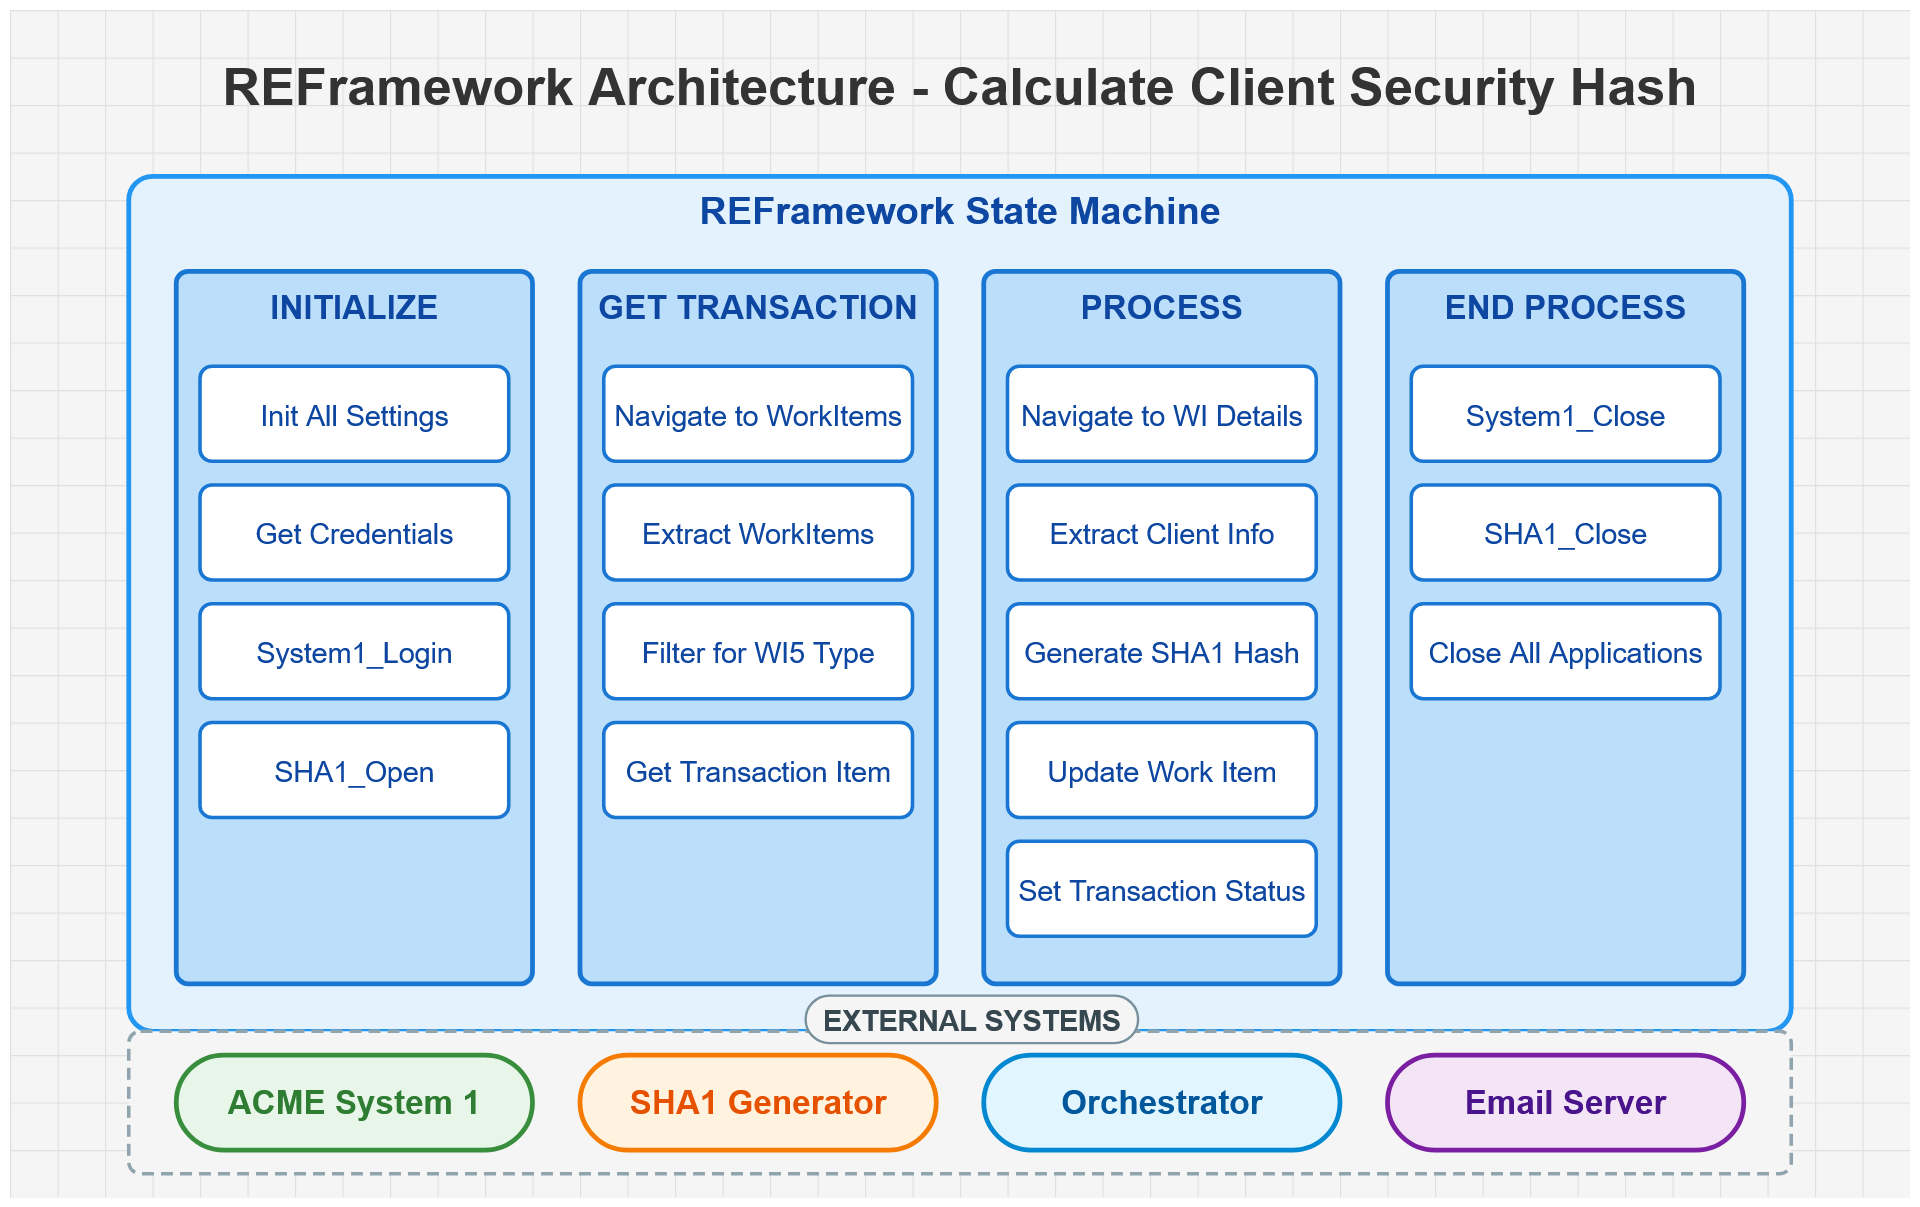 REFramework Architecture - Calculate Client Security Hash
REFramework State Machine
INITIALIZE
Init All Settings
Get Credentials
System1_Login
SHA1_Open
GET TRANSACTION
Navigate to WorkItems
Extract WorkItems
Filter for WI5 Type
Get Transaction Item
PROCESS
Navigate to WI Details
Extract Client Info
Generate SHA1 Hash
Update Work Item
Set Transaction Status
END PROCESS
System1_Close
SHA1_Close
Close All Applications
EXTERNAL SYSTEMS
ACME System 1
SHA1 Generator
Orchestrator
Email Server